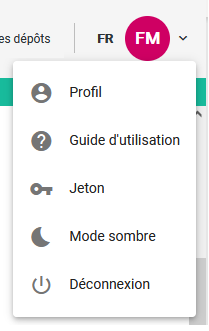 es dépôts
FR
FM
Profil
Guide d'utilisation
Jeton
Mode sombre
Déconnexion